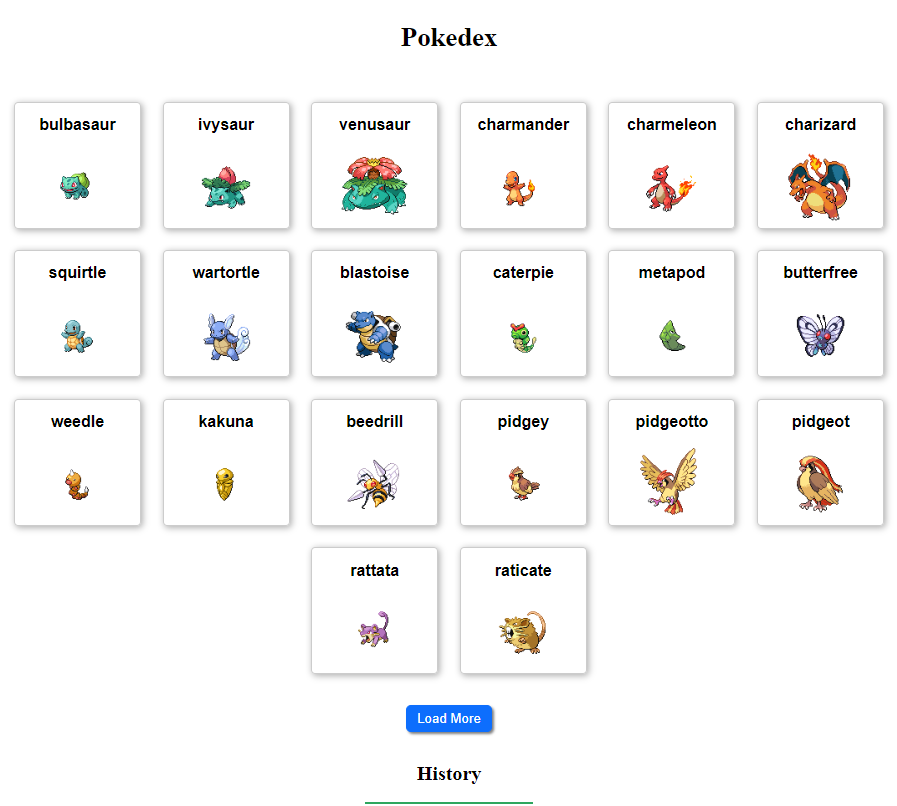 Pokedex
bulbasaur ivysaur venusaur charmander charmeleon charizard
squirtle wartortle blastoise caterpie metapod butterfree
weedle kakuna beedrill pidgey pidgeotto pidgeot
rattata raticate
Load More
History